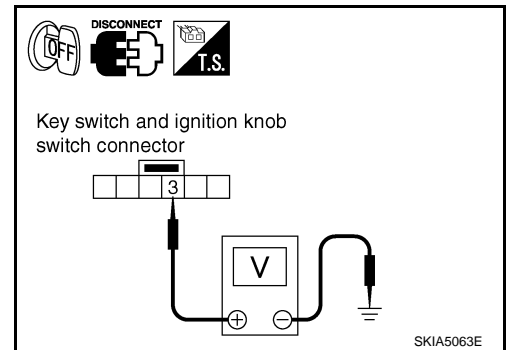 DISCONNECT
OFF
T.S.
Key switch and ignition knob
switch connector
3
V
+ −
SKIA5063E